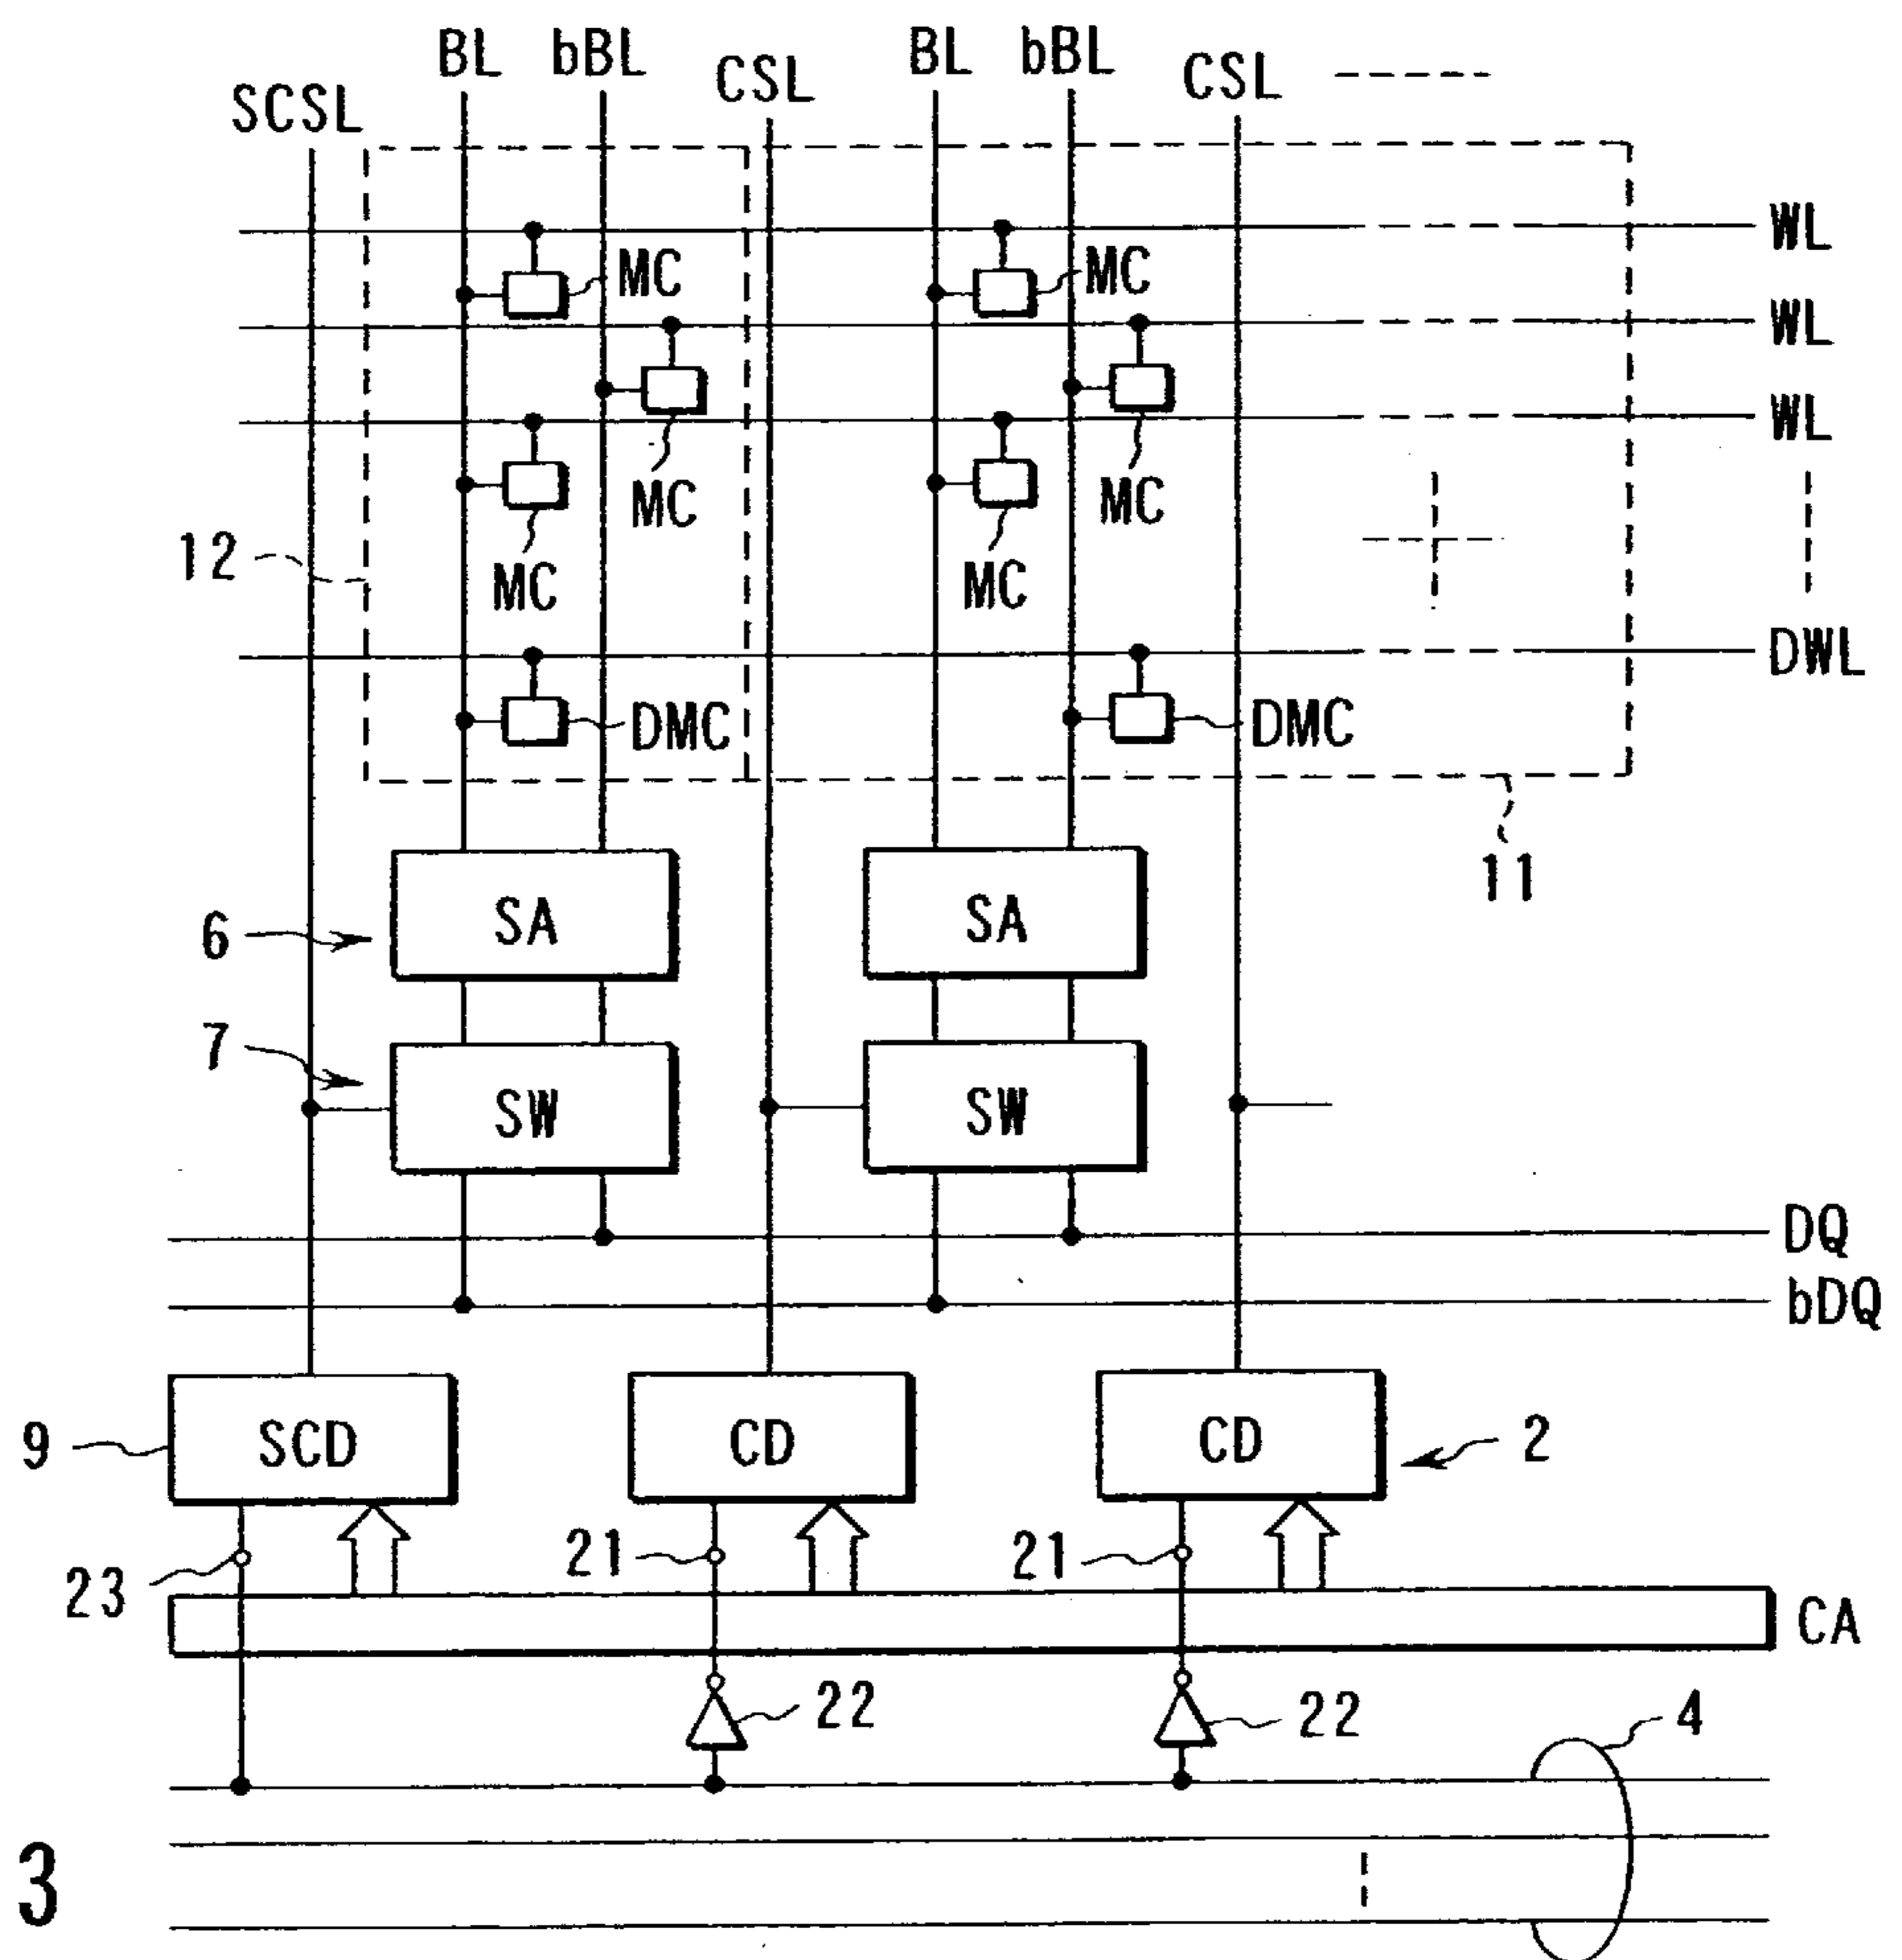 BL bBL BL bBL
SCSL CSL CSL
WL
MC MC
WL
WL
MC MC
12
MC MC
DWL
DMC DMC
11
6 SA SA
7
SW SW
DQ
bDQ
9 SCD CD CD 2
23 21 21
CA
22 22 4
3